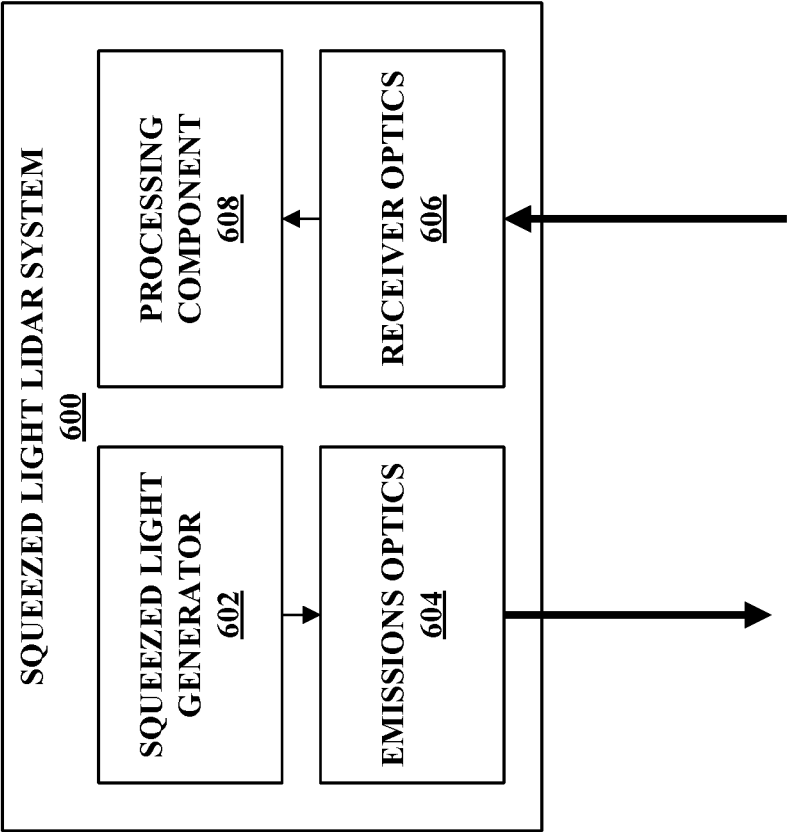 SQUEEZED LIGHT LIDAR SYSTEM
600
SQUEEZED LIGHT
GENERATOR
602
EMISSIONS OPTICS
604
PROCESSING
COMPONENT
608
RECEIVER OPTICS
606